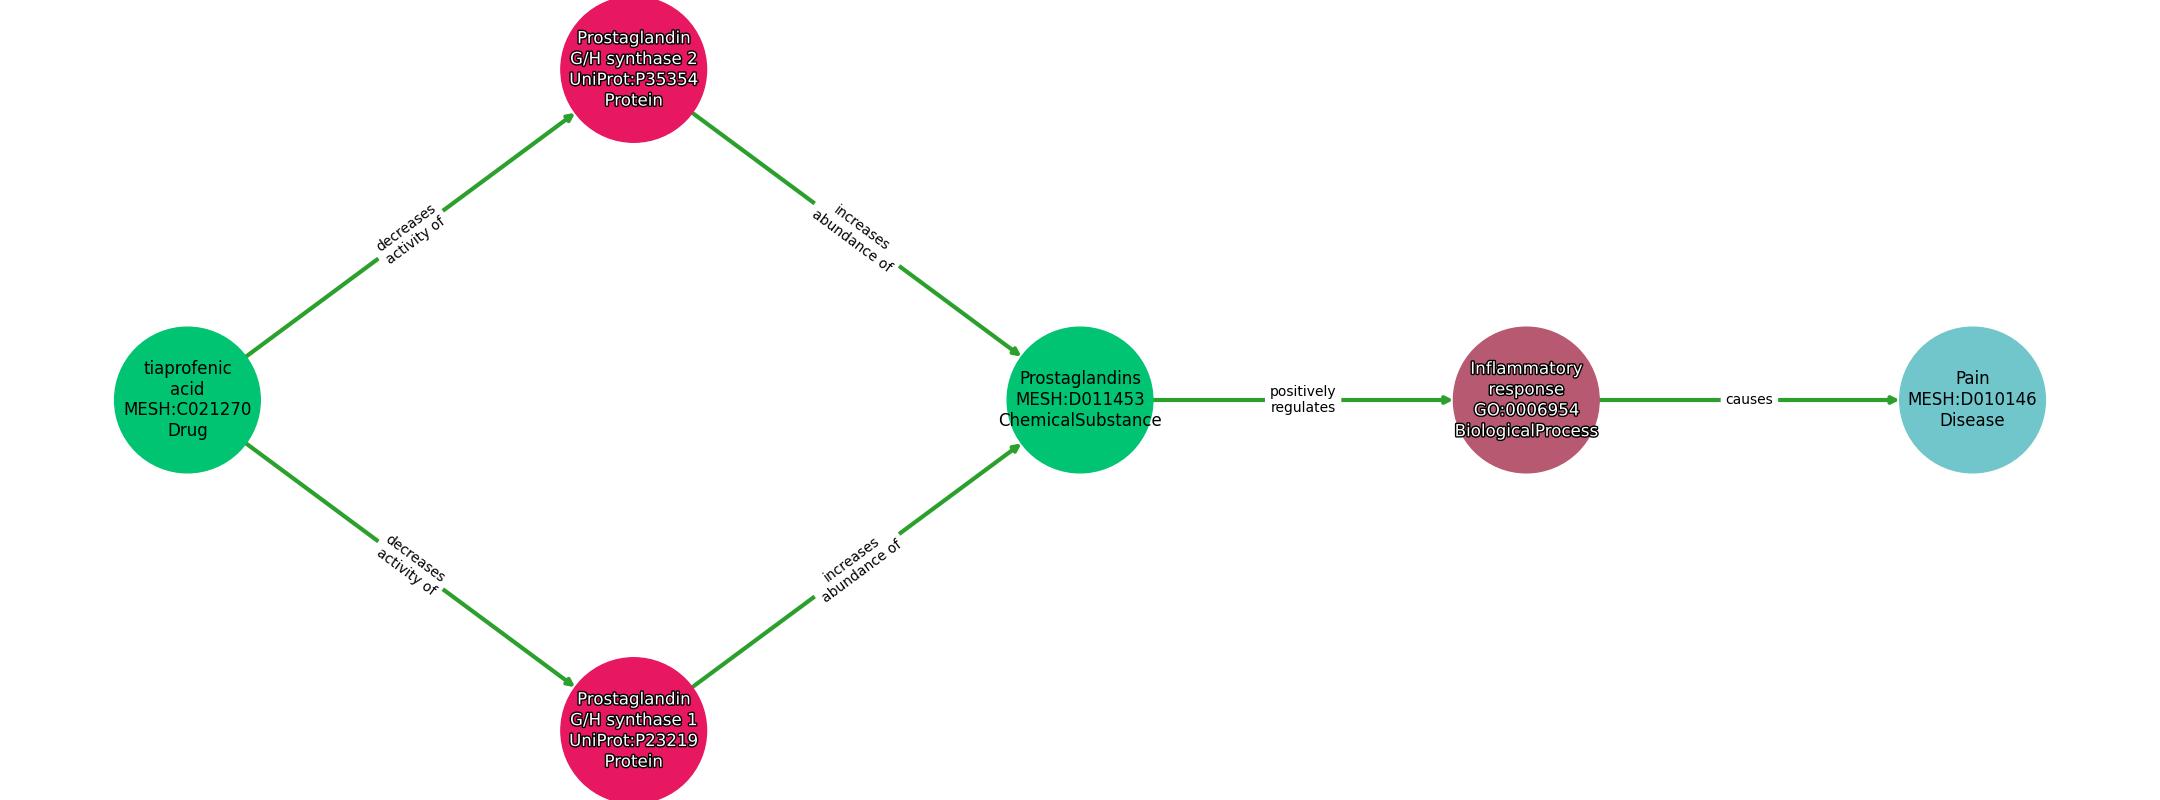 Prostaglandin
G/H synthase 2
UniProt:P35354
Protein
decreases
activity of
increases
abundance of
tiaprofenic
acid
MESH:C021270
Drug
Prostaglandins
MESH:D011453
ChemicalSubstance
positively
regulates
Inflammatory
response
GO:0006954
BiologicalProcess
causes
Pain
MESH:D010146
Disease
decreases
activity of
increases
abundance of
Prostaglandin
G/H synthase 1
UniProt:P23219
Protein